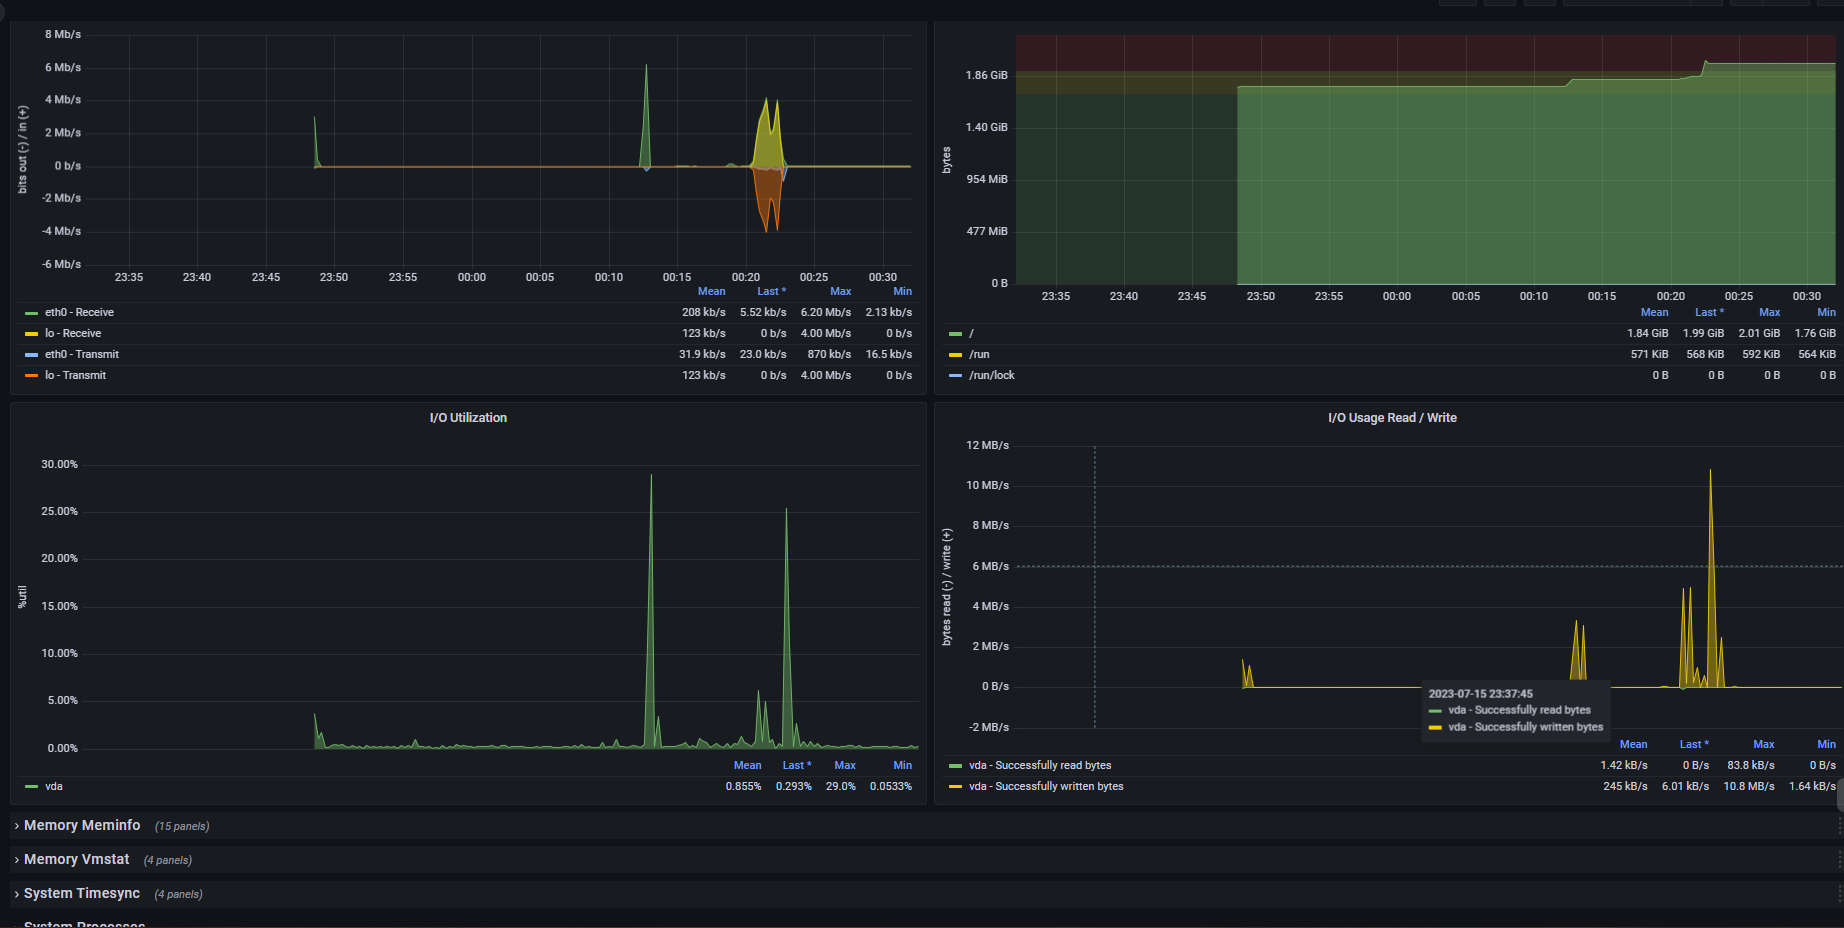 8 Mb/s
6 Mb/s
4 Mb/s
2 Mb/s
0 b/s
-2 Mb/s
-4 Mb/s
-6 Mb/s
bits out (-) / in (+)
23:35 23:40 23:45 23:50 23:55 00:00 00:05 00:10 00:15 00:20 00:25 00:30
Mean Last * Max Min
eth0 - Receive 208 kb/s 5.52 kb/s 6.20 Mb/s 2.13 kb/s
lo - Receive 123 kb/s 0 b/s 4.00 Mb/s 0 b/s
eth0 - Transmit 31.9 kb/s 23.0 kb/s 870 kb/s 16.5 kb/s
lo - Transmit 123 kb/s 0 b/s 4.00 Mb/s 0 b/s
1.86 GiB
1.40 GiB
954 MiB
477 MiB
0 B
bytes
23:35 23:40 23:45 23:50 23:55 00:00 00:05 00:10 00:15 00:20 00:25 00:30
Mean Last * Max Min
/ 1.84 GiB 1.99 GiB 2.01 GiB 1.76 GiB
/run 571 KiB 568 KiB 592 KiB 564 KiB
/run/lock 0 B 0 B 0 B 0 B
I/O Utilization
30.00%
25.00%
20.00%
15.00%
10.00%
5.00%
0.00%
%util
Mean Last * Max Min
vda 0.855% 0.293% 29.0% 0.0533%
I/O Usage Read / Write
12 MB/s
10 MB/s
8 MB/s
6 MB/s
4 MB/s
2 MB/s
0 B/s
-2 MB/s
bytes read (-) / write (+)
2023-07-15 23:37:45
vda - Successfully read bytes
vda - Successfully written bytes
Mean Last * Max Min
vda - Successfully read bytes 1.42 kB/s 0 B/s 83.8 kB/s 0 B/s
vda - Successfully written bytes 245 kB/s 6.01 kB/s 10.8 MB/s 1.64 kB/s
Memory Meminfo (15 panels)
Memory Vmstat (4 panels)
System Timesync (4 panels)
System Processes